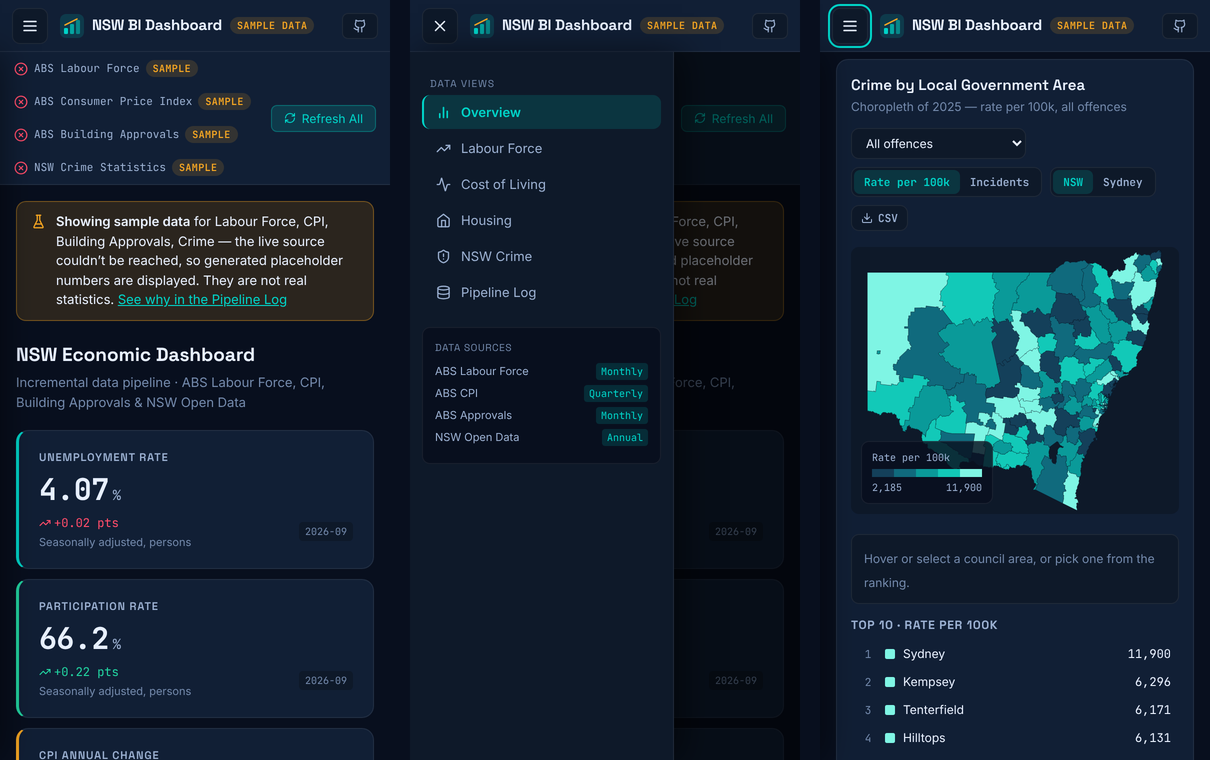 NSW BI Dashboard SAMPLE DATA
ABS Labour Force SAMPLE
ABS Consumer Price Index SAMPLE
ABS Building Approvals SAMPLE
NSW Crime Statistics SAMPLE
Refresh All
Showing sample data for Labour Force, CPI,
Building Approvals, Crime — the live source
couldn't be reached, so generated placeholder
numbers are displayed. They are not real
statistics. See why in the Pipeline Log
NSW Economic Dashboard
Incremental data pipeline · ABS Labour Force, CPI,
Building Approvals & NSW Open Data
UNEMPLOYMENT RATE
4.07 %
+0.02 pts
Seasonally adjusted, persons
2026-09
PARTICIPATION RATE
66.2 %
+0.22 pts
Seasonally adjusted, persons
2026-09
CPI ANNUAL CHANGE
NSW BI Dashboard SAMPLE DATA
DATA VIEWS
Overview
Labour Force
Cost of Living
Housing
NSW Crime
Pipeline Log
DATA SOURCES
ABS Labour Force Monthly
ABS CPI Quarterly
ABS Approvals Monthly
NSW Open Data Annual
Refresh All
Force, CPI,
ve source
d placeholder
not real
Log
orce, CPI,
2026-09
2026-09
NSW BI Dashboard SAMPLE DATA
Crime by Local Government Area
Choropleth of 2025 — rate per 100k, all offences
All offences
Rate per 100k Incidents NSW Sydney
CSV
Rate per 100k
2,185 11,900
Hover or select a council area, or pick one from the
ranking.
TOP 10 · RATE PER 100K
1 Sydney 11,900
2 Kempsey 6,296
3 Tenterfield 6,171
4 Hilltops 6,131